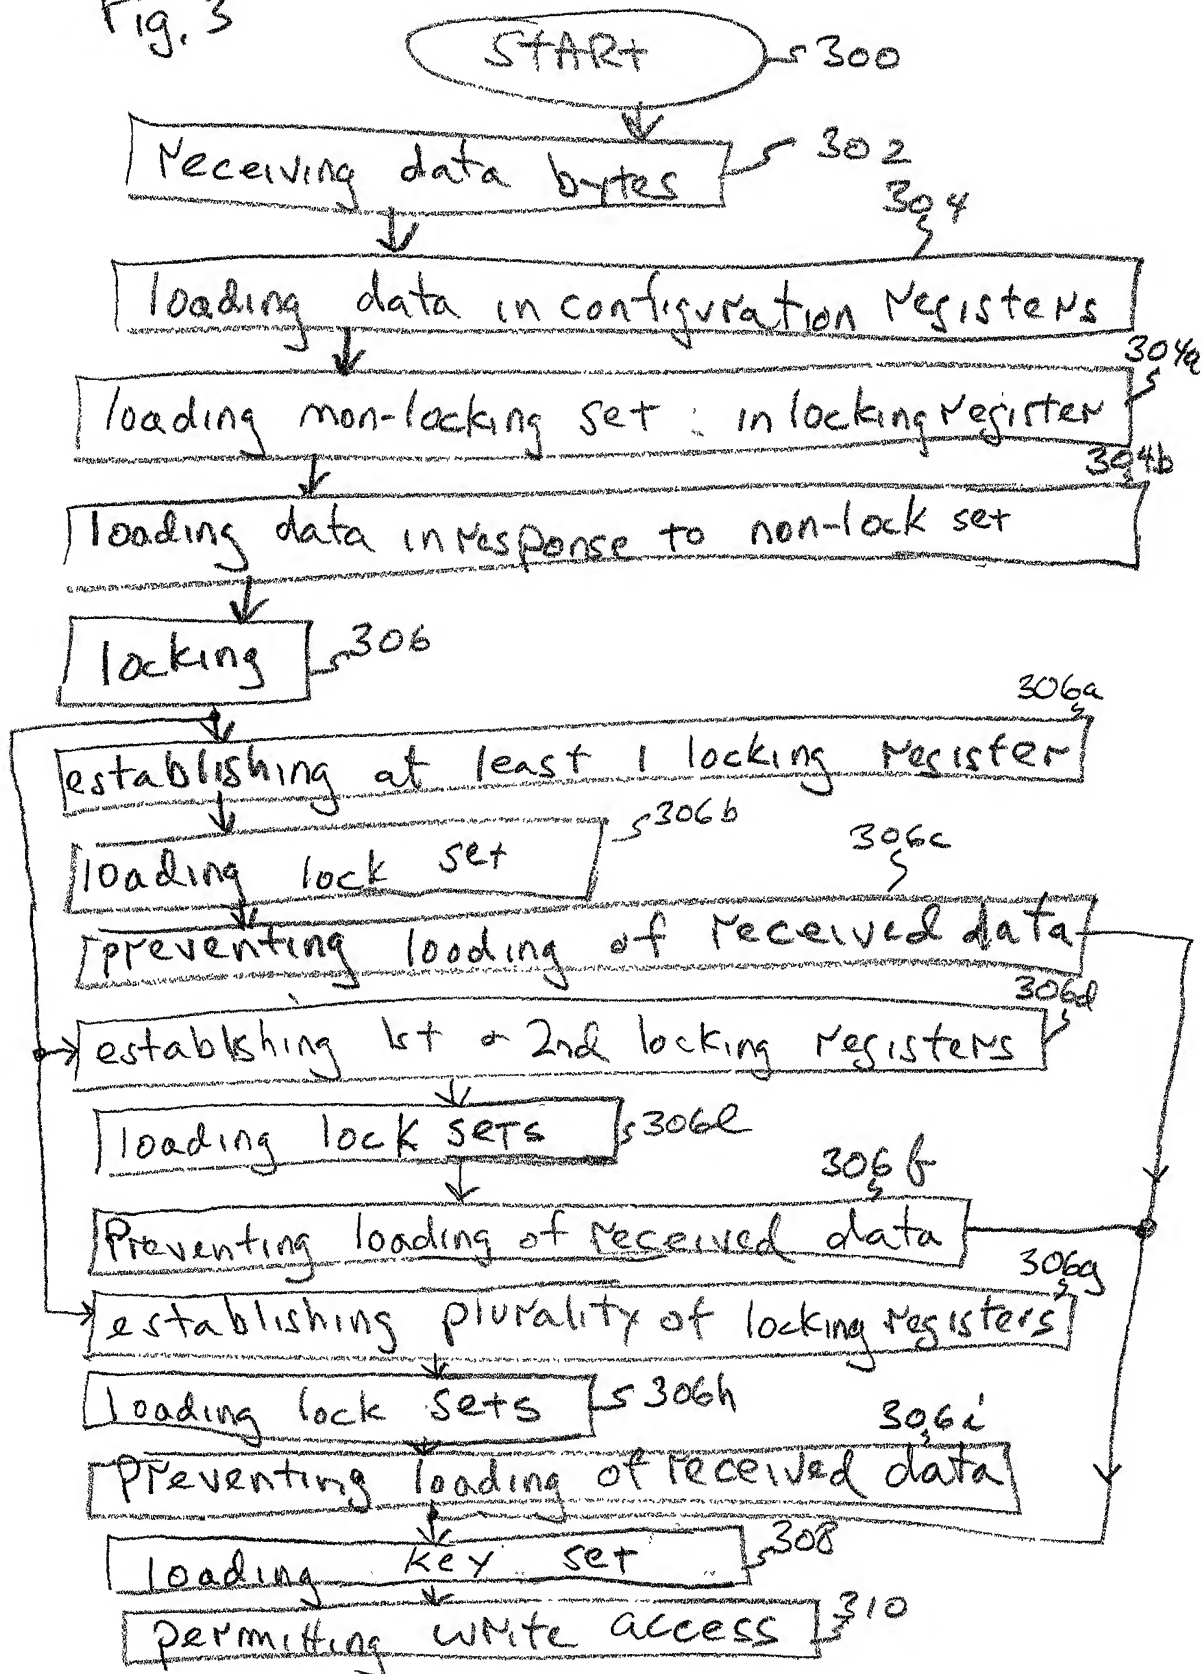 Fig. 3
START 300
receiving data bytes 302
304
loading data in configuration registers
304a
loading non-locking set : in locking register
304b
loading data in response to non-lock set
locking 306
306a
establishing at least 1 locking register
306b
loading lock set
306c
preventing loading of received data
306d
establishing 1st + 2nd locking registers
loading lock sets 306e
306f
Preventing loading of received data
306g
establishing plurality of locking registers
loading lock sets 306h
306i
Preventing loading of received data
loading key set 308
permitting write access 310